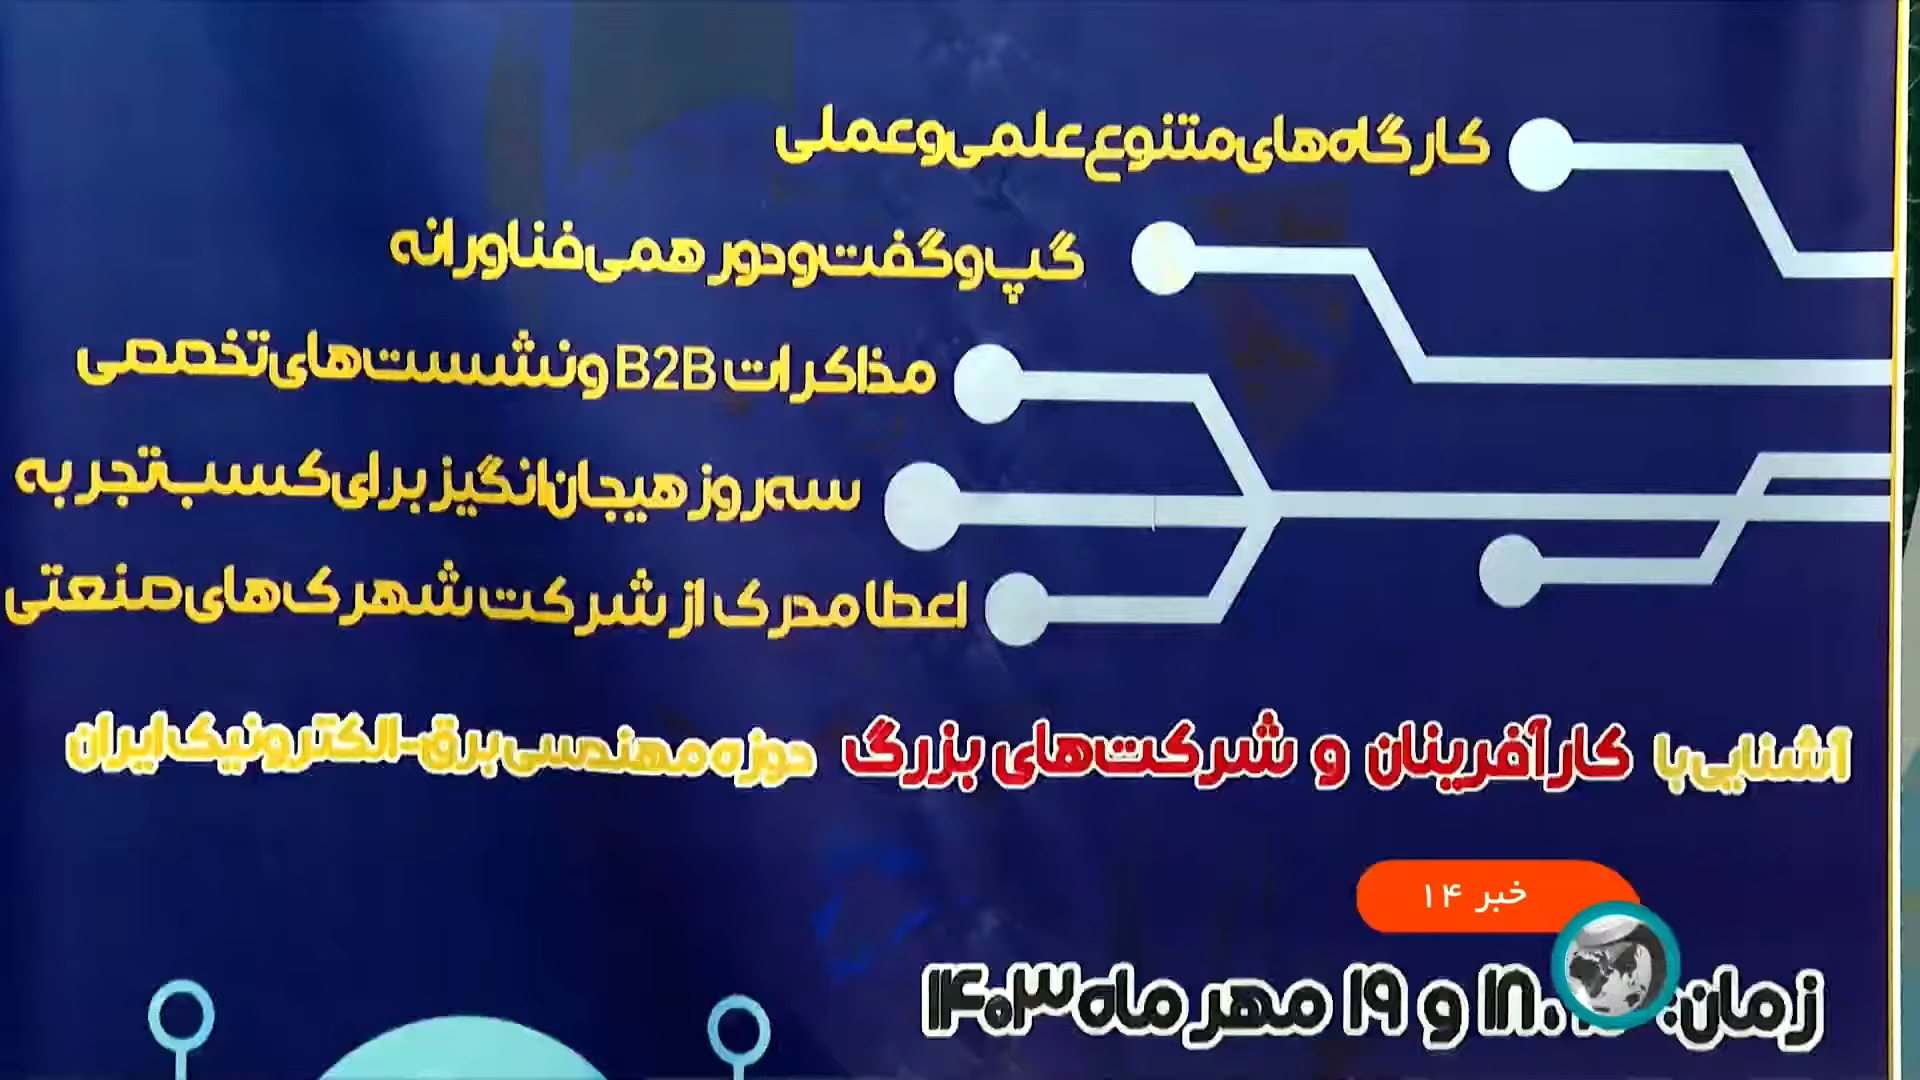 کارگاه‌های متنوع علمی و عملی
گپ و گفت و دورهمی فناورانه
مذاکرات B2B و نشست‌های تخصصی
سه روز هیجان‌انگیز برای کسب تجربه
اعطا مدرک از شرکت شهرک‌های صنعتی
آشنایی با کارآفرینان و شرکت‌های بزرگ حوزه مهندسی برق-الکترونیک ایران
خبر ۱۴
زمان: ۱۸ و ۱۹ مهر ماه ۱۴۰۳